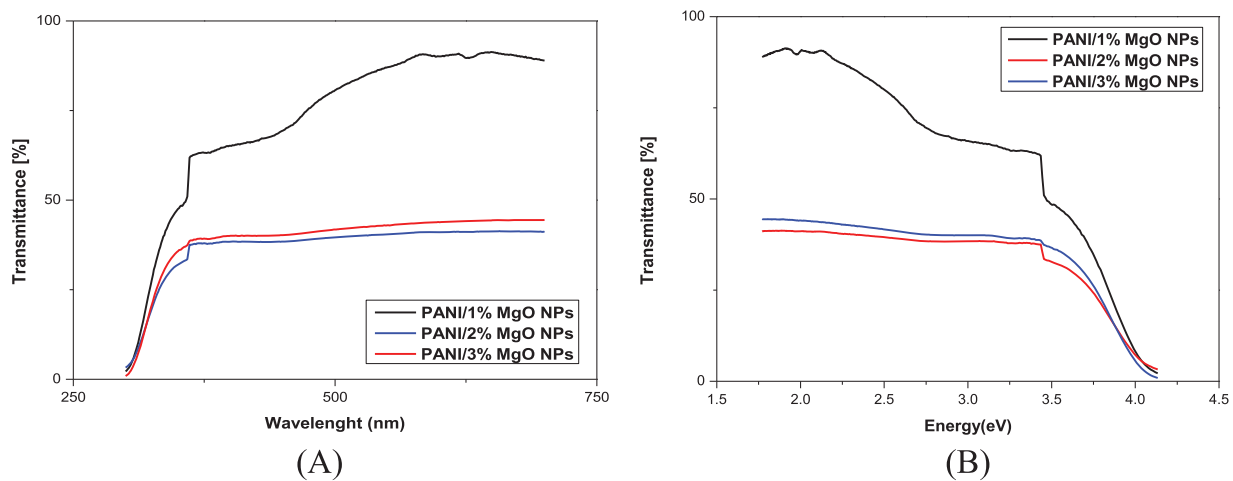 100
75
50
25
0
250
500
750
Transmittance [%]
Wavelenght (nm)
PANI/1% MgO NPs
PANI/2% MgO NPs
PANI/3% MgO NPs
(A)
100
50
0
1.5
2.0
2.5
3.0
3.5
4.0
4.5
Transmittance [%]
Energy(eV)
PANI/1% MgO NPs
PANI/2% MgO NPs
PANI/3% MgO NPs
(B)